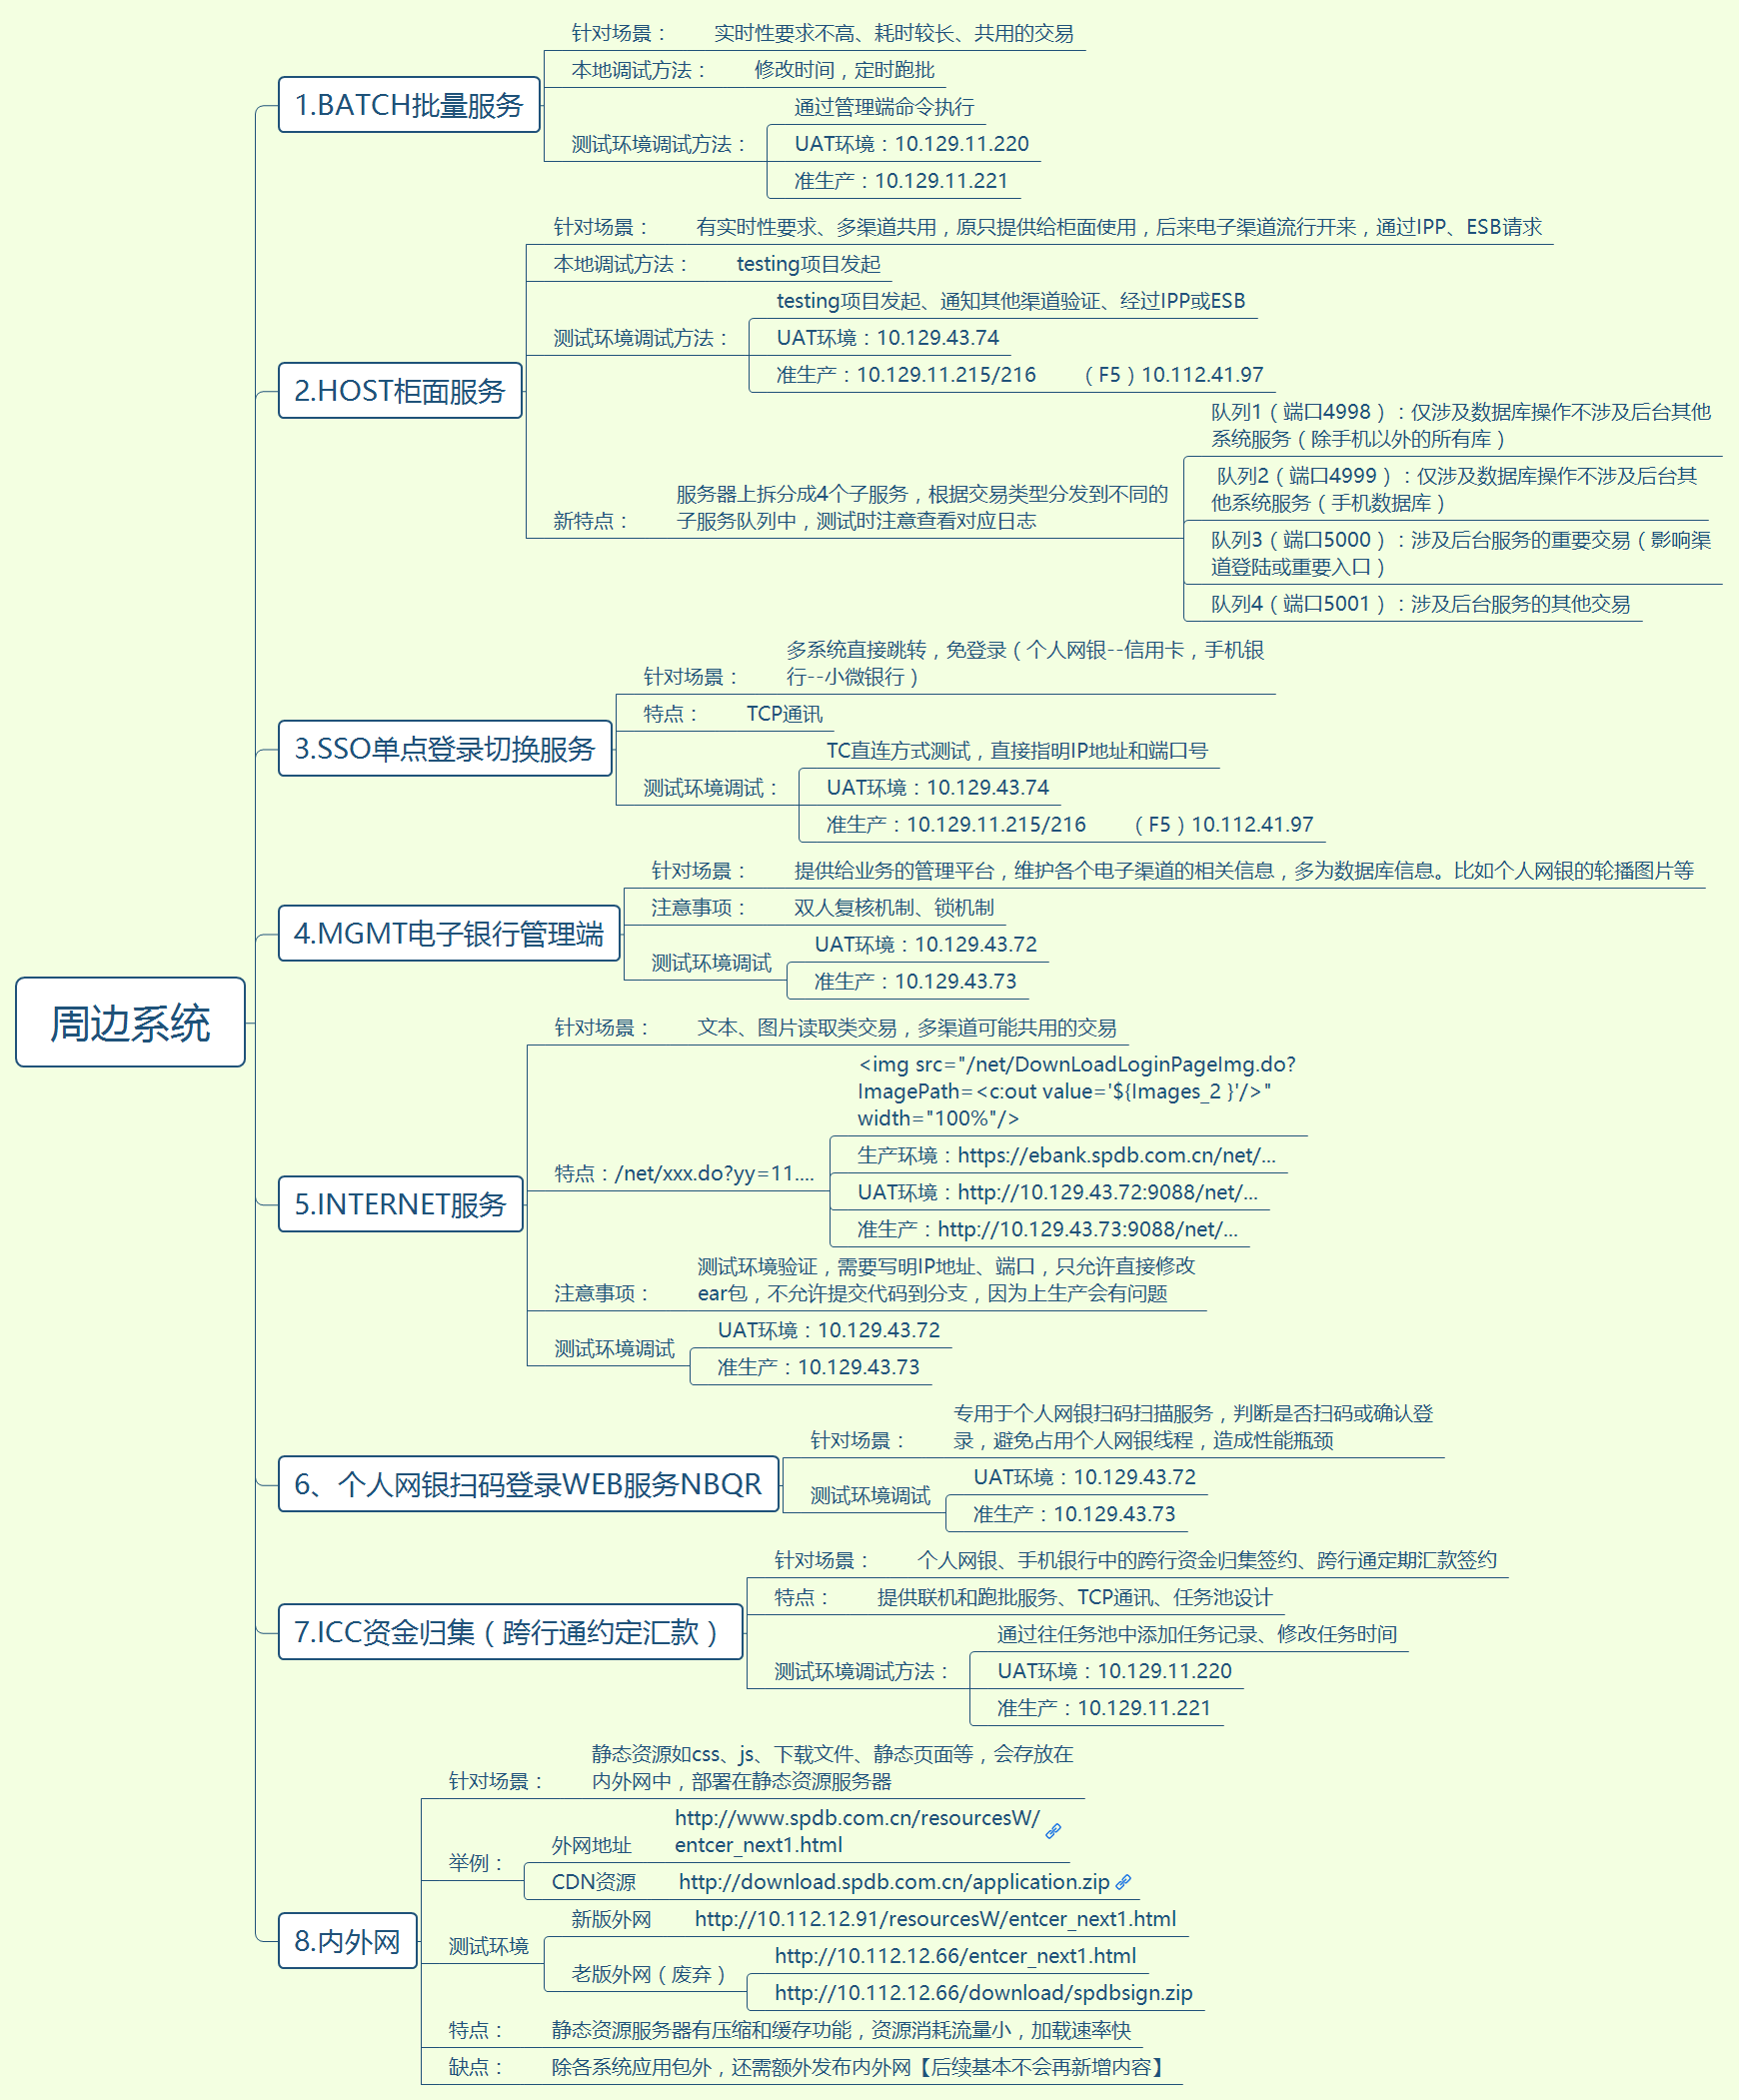 周边系统
1.BATCH批量服务
针对场景： 实时性要求不高、耗时较长、共用的交易
本地调试方法： 修改时间，定时跑批
测试环境调试方法：
通过管理端命令执行
UAT环境：10.129.11.220
准生产：10.129.11.221
2.HOST柜面服务
针对场景： 有实时性要求、多渠道共用，原只提供给柜面使用，后来电子渠道流行开来，通过IPP、ESB请求
本地调试方法： testing项目发起
测试环境调试方法：
testing项目发起、通知其他渠道验证、经过IPP或ESB
UAT环境：10.129.43.74
准生产：10.129.11.215/216 （F5）10.112.41.97
新特点：
服务器上拆分成4个子服务，根据交易类型分发到不同的
子服务队列中，测试时注意查看对应日志
队列1（端口4998）：仅涉及数据库操作不涉及后台其他
系统服务（除手机以外的所有库）
队列2（端口4999）：仅涉及数据库操作不涉及后台其
他系统服务（手机数据库）
队列3（端口5000）：涉及后台服务的重要交易（影响渠
道登陆或重要入口）
队列4（端口5001）：涉及后台服务的其他交易
3.SSO单点登录切换服务
针对场景：
多系统直接跳转，免登录（个人网银--信用卡，手机银
行--小微银行）
特点： TCP通讯
测试环境调试：
TC直连方式测试，直接指明IP地址和端口号
UAT环境：10.129.43.74
准生产：10.129.11.215/216 （F5）10.112.41.97
4.MGMT电子银行管理端
针对场景： 提供给业务的管理平台，维护各个电子渠道的相关信息，多为数据库信息。比如个人网银的轮播图片等
注意事项： 双人复核机制、锁机制
测试环境调试
UAT环境：10.129.43.72
准生产：10.129.43.73
5.INTERNET服务
针对场景： 文本、图片读取类交易，多渠道可能共用的交易
特点：/net/xxx.do?yy=11....
<img src="/net/DownLoadLoginPageImg.do?
ImagePath=<c:out value='${Images_2 }'/>"
width="100%"/>
生产环境：https://ebank.spdb.com.cn/net/...
UAT环境：http://10.129.43.72:9088/net/...
准生产：http://10.129.43.73:9088/net/...
注意事项：
测试环境验证，需要写明IP地址、端口，只允许直接修改
ear包，不允许提交代码到分支，因为上生产会有问题
测试环境调试
UAT环境：10.129.43.72
准生产：10.129.43.73
6、个人网银扫码登录WEB服务NBQR
针对场景：
专用于个人网银扫码扫描服务，判断是否扫码或确认登
录，避免占用个人网银线程，造成性能瓶颈
测试环境调试
UAT环境：10.129.43.72
准生产：10.129.43.73
7.ICC资金归集（跨行通约定汇款）
针对场景： 个人网银、手机银行中的跨行资金归集签约、跨行通定期汇款签约
特点： 提供联机和跑批服务、TCP通讯、任务池设计
测试环境调试方法：
通过往任务池中添加任务记录、修改任务时间
UAT环境：10.129.11.220
准生产：10.129.11.221
8.内外网
针对场景：
静态资源如css、js、下载文件、静态页面等，会存放在
内外网中，部署在静态资源服务器
举例：
外网地址
http://www.spdb.com.cn/resourcesW/
entcer_next1.html
CDN资源 http://download.spdb.com.cn/application.zip
测试环境
新版外网 http://10.112.12.91/resourcesW/entcer_next1.html
老版外网（废弃）
http://10.112.12.66/entcer_next1.html
http://10.112.12.66/download/spdbsign.zip
特点： 静态资源服务器有压缩和缓存功能，资源消耗流量小，加载速率快
缺点： 除各系统应用包外，还需额外发布内外网【后续基本不会再新增内容】